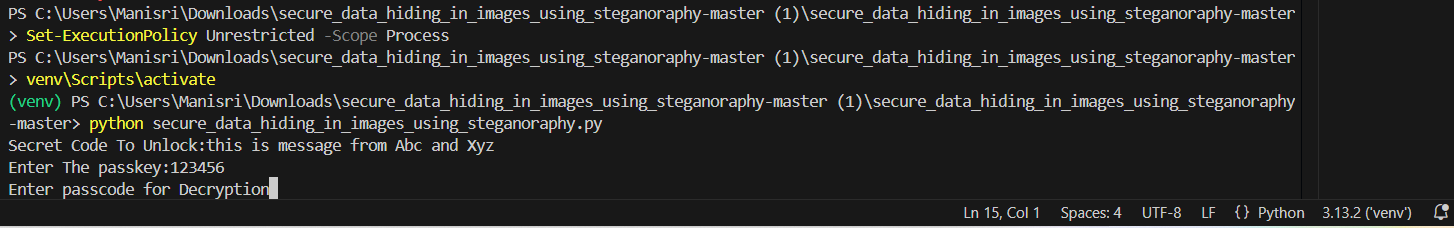 PS C:\Users\Manisri\Downloads\secure_data_hiding_in_images_using_steganoraphy-master (1)\secure_data_hiding_in_images_using_steganoraphy-master
> Set-ExecutionPolicy Unrestricted -Scope Process
PS C:\Users\Manisri\Downloads\secure_data_hiding_in_images_using_steganoraphy-master (1)\secure_data_hiding_in_images_using_steganoraphy-master
> venv\Scripts\activate
(venv) PS C:\Users\Manisri\Downloads\secure_data_hiding_in_images_using_steganoraphy-master (1)\secure_data_hiding_in_images_using_steganoraphy
-master> python secure_data_hiding_in_images_using_steganoraphy.py
Secret Code To Unlock:this is message from Abc and Xyz
Enter The passkey:123456
Enter passcode for Decryption
Ln 15, Col 1 Spaces: 4 UTF-8 LF {} Python 3.13.2 ('venv')